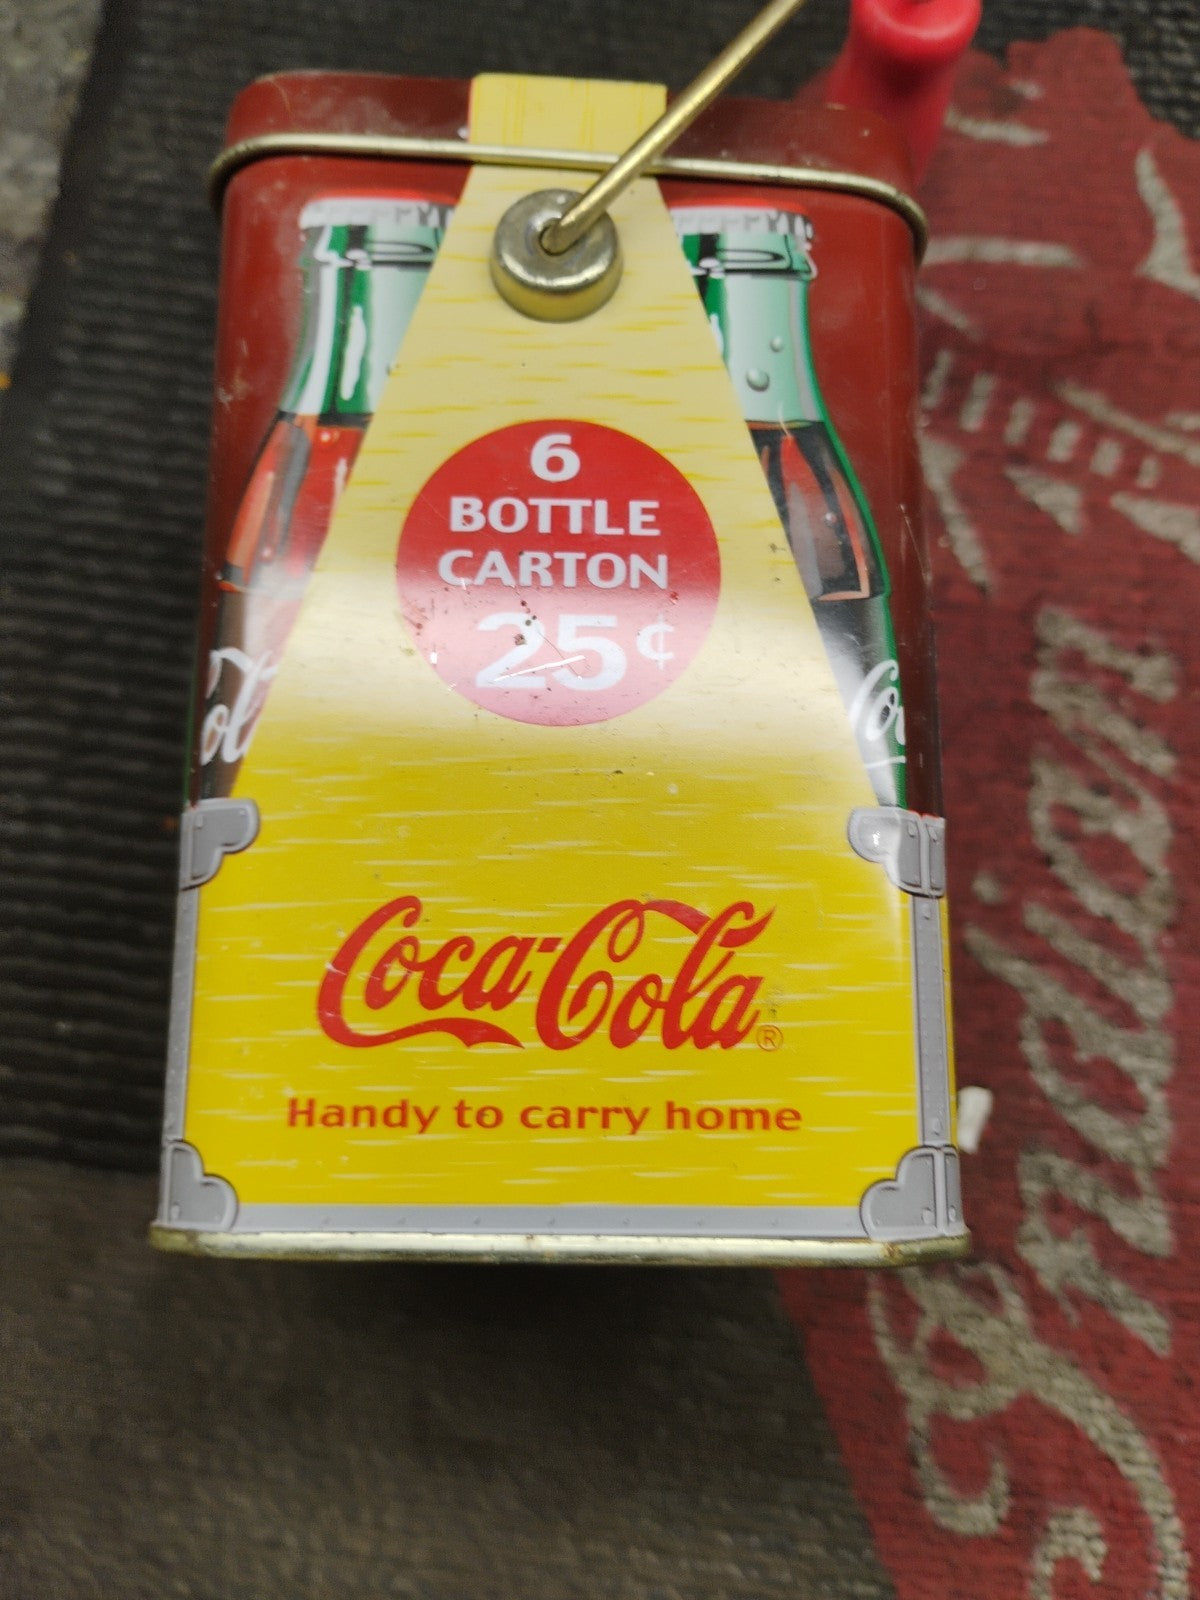 6
BOTTLE
CARTON
25¢
Coca-Cola®
Handy to carry home